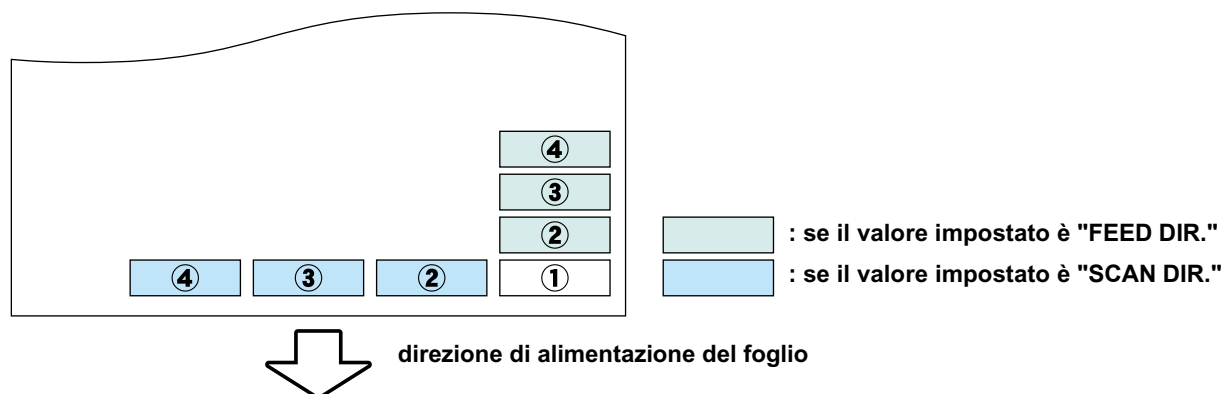 ④
③
②
④ ③ ② ①
: se il valore impostato è "FEED DIR."
: se il valore impostato è "SCAN DIR."
direzione di alimentazione del foglio